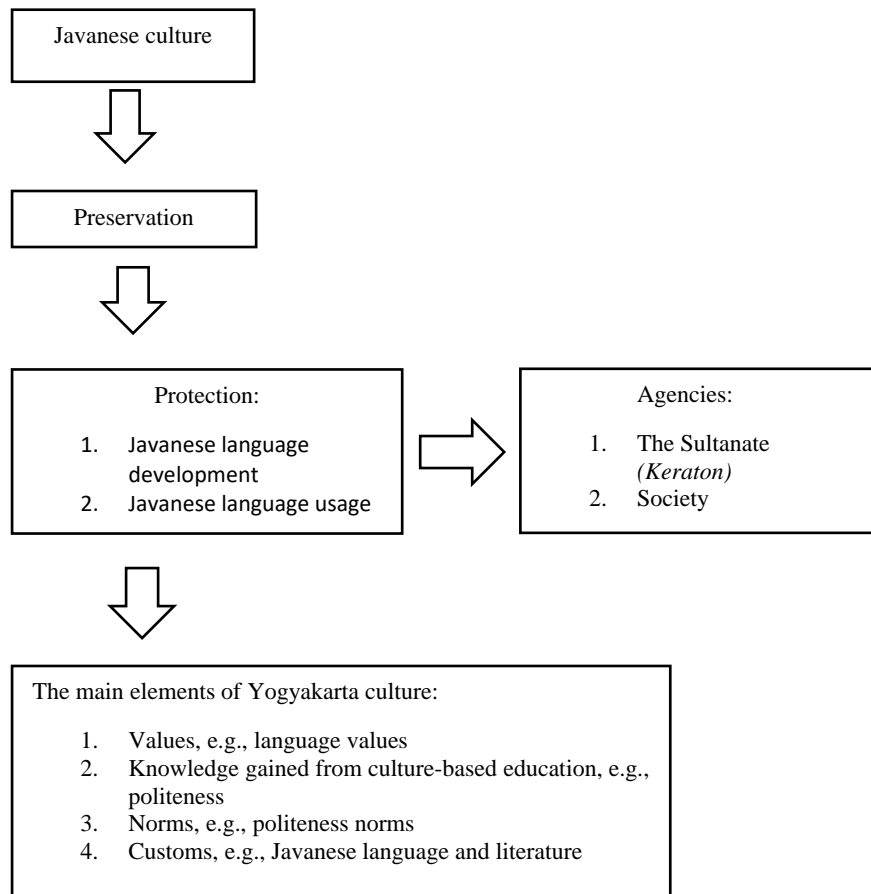 Javanese culture
Preservation
Protection:
1. Javanese language
development
2. Javanese language usage
Agencies:
1. The Sultanate
(Keraton)
2. Society
The main elements of Yogyakarta culture:
1. Values, e.g., language values
2. Knowledge gained from culture-based education, e.g.,
politeness
3. Norms, e.g., politeness norms
4. Customs, e.g., Javanese language and literature